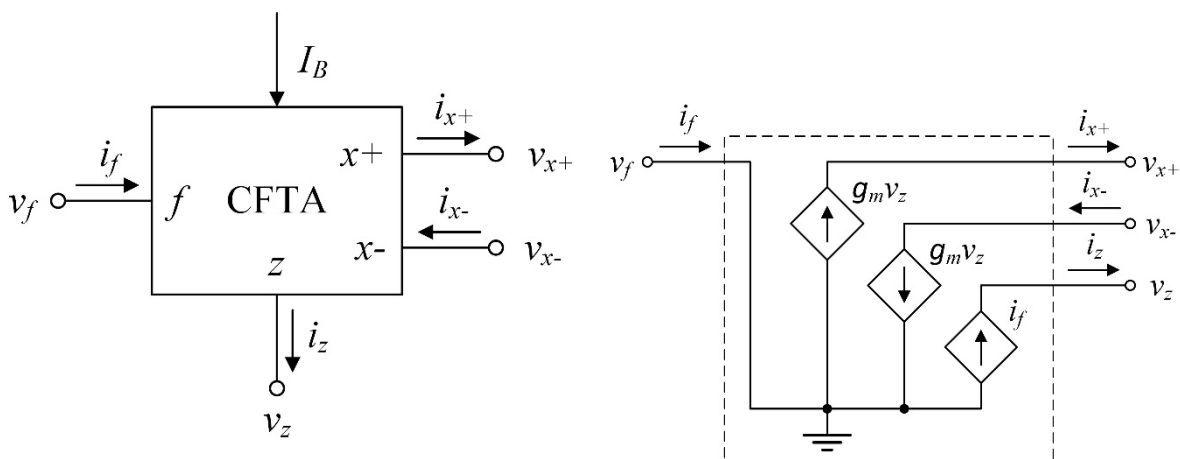 I_B
i_f
v_f
f
CFTA
x+
x-
z
i_{x+}
v_{x+}
i_{x-}
v_{x-}
i_z
v_z
i_f
v_f
g_m v_z
g_m v_z
i_f
i_{x+}
v_{x+}
i_{x-}
v_{x-}
i_z
v_z